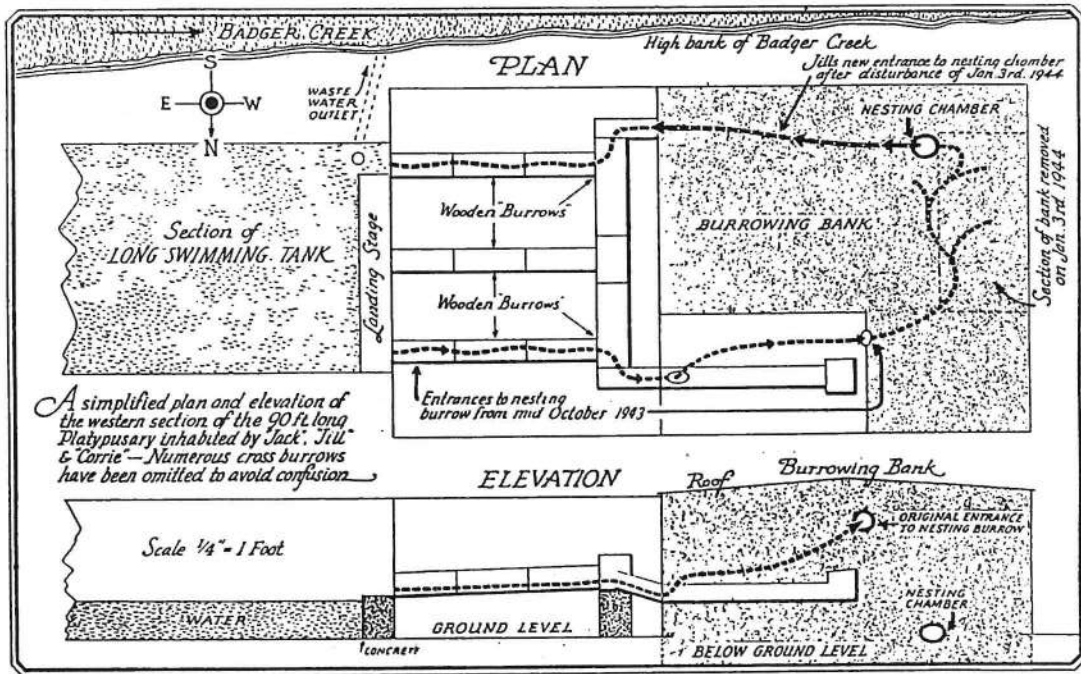 BADGER CREEK
High bank of Badger Creek
PLAN
Jills new entrance to nesting chamber
after disturbance of Jan. 3rd. 1944
S
E W
N
WASTE
WATER
OUTLET
NESTING CHAMBER
Section of
LONG SWIMMING TANK
Landing Stage
Wooden Burrows
BURROWING BANK
Wooden Burrows
Section of bank removed
on Jan. 3rd 1944
Entrances to nesting
burrow from mid October 1943
A simplified plan and elevation of
the western section of the 90 ft long
Platypusary inhabited by "Jack", "Jill"
& "Corrie" — Numerous cross burrows
have been omitted to avoid confusion
ELEVATION
Roof
Burrowing Bank
Scale 1/4" = 1 Foot
ORIGINAL ENTRANCE
TO NESTING BURROW
WATER
GROUND LEVEL
NESTING
CHAMBER
CONCRETE
BELOW GROUND LEVEL